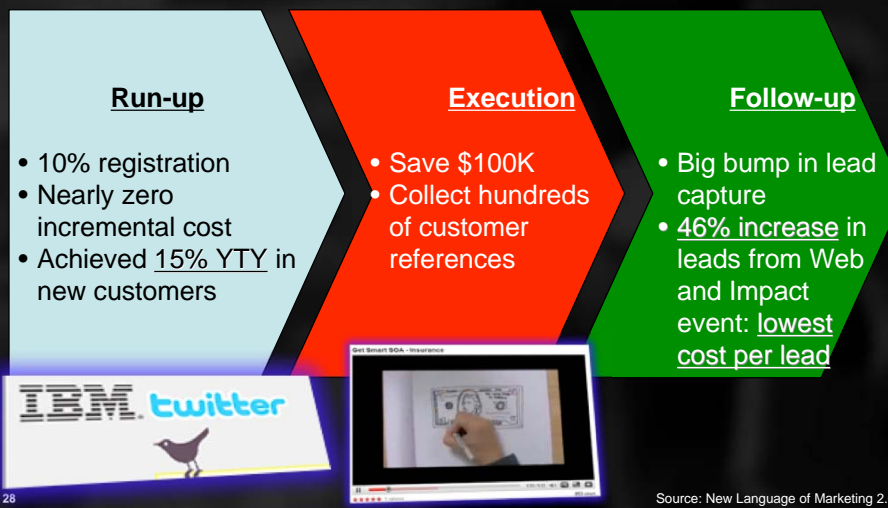 Run-up
• 10% registration
• Nearly zero
incremental cost
• Achieved 15% YTY in
new customers
Execution
• Save $100K
• Collect hundreds
of customer
references
Follow-up
• Big bump in lead
capture
• 46% increase in
leads from Web
and Impact
event: lowest
cost per lead
IBM twitter
Get Smart SOA - Insurance
28
Source: New Language of Marketing 2.